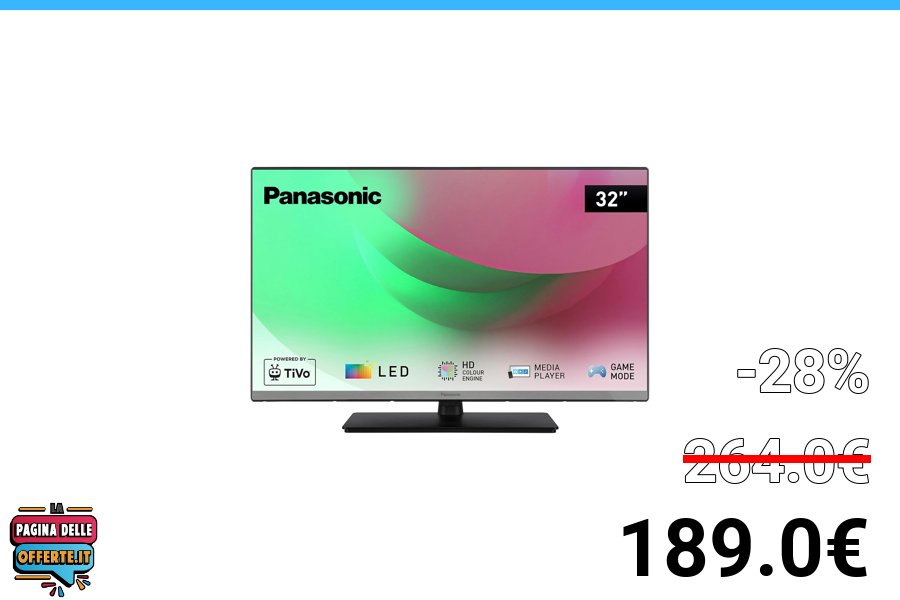 Panasonic
32”
POWERED BY
TiVo
LED
HD
COLOUR
ENGINE
MEDIA
PLAYER
GAME
MODE
Panasonic
-28%
264.0€
189.0€
LA
PAGINA DELLE
OFFERTE.IT